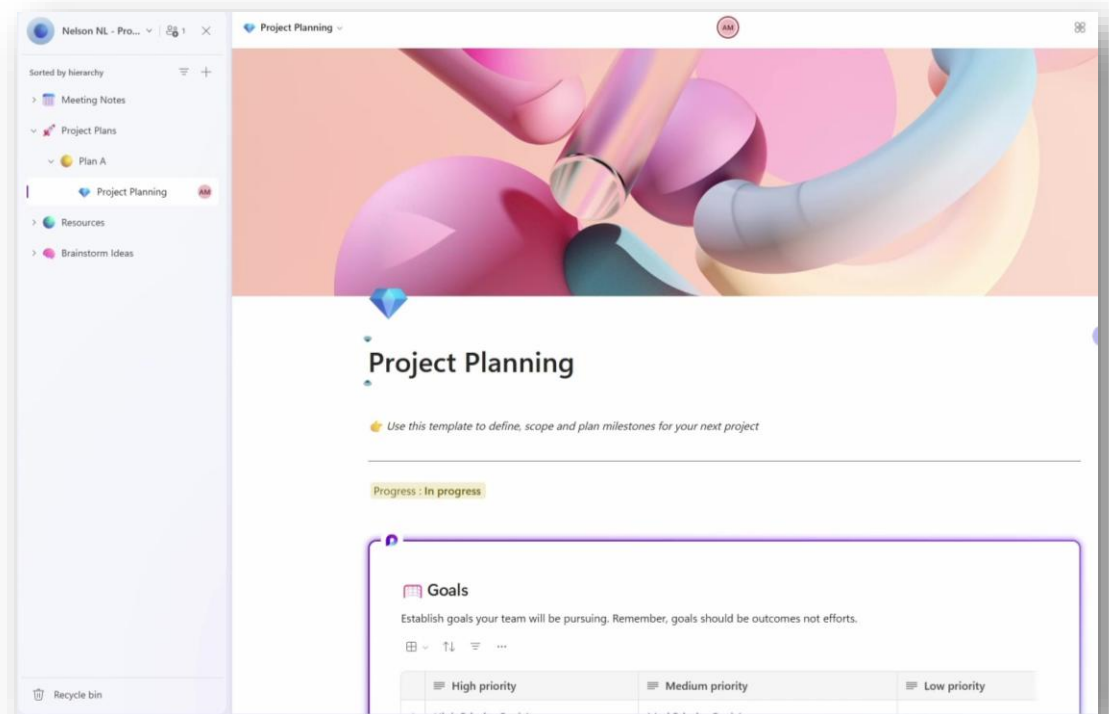 Nelson NL - Pro...
1
Project Planning
AM
Sorted by hierarchy
Meeting Notes
Project Plans
Plan A
Project Planning
AM
Resources
Brainstorm Ideas
Recycle bin
Project Planning
Use this template to define, scope and plan milestones for your next project
Progress : In progress
Goals
Establish goals your team will be pursuing. Remember, goals should be outcomes not efforts.
High priority
Medium priority
Low priority